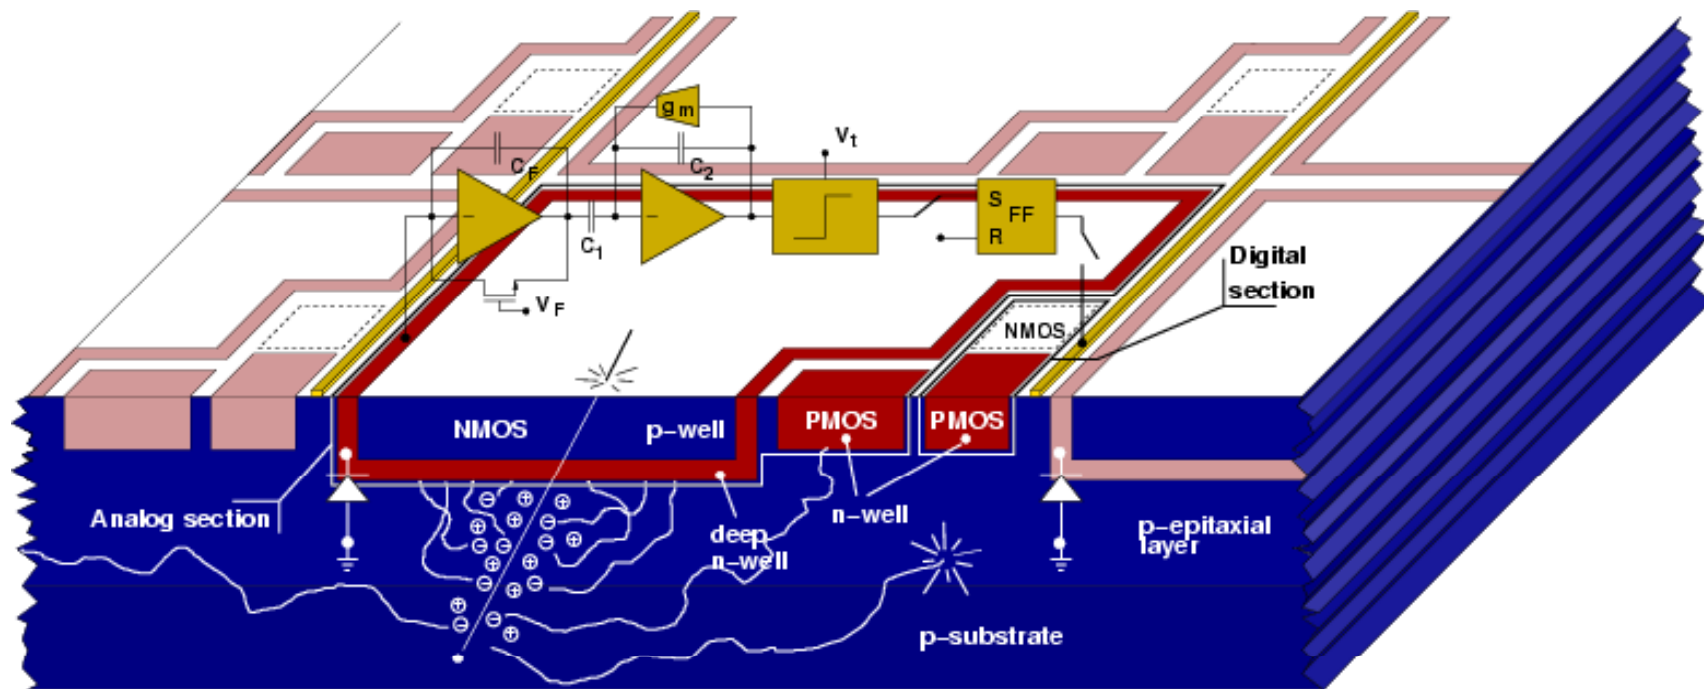 g m
V t
C F
C 2
S
FF
R
C 1
Digital
section
V F
NMOS
NMOS
p-well
PMOS
PMOS
Analog section
deep
n-well
n-well
p-epitaxial
layer
p-substrate